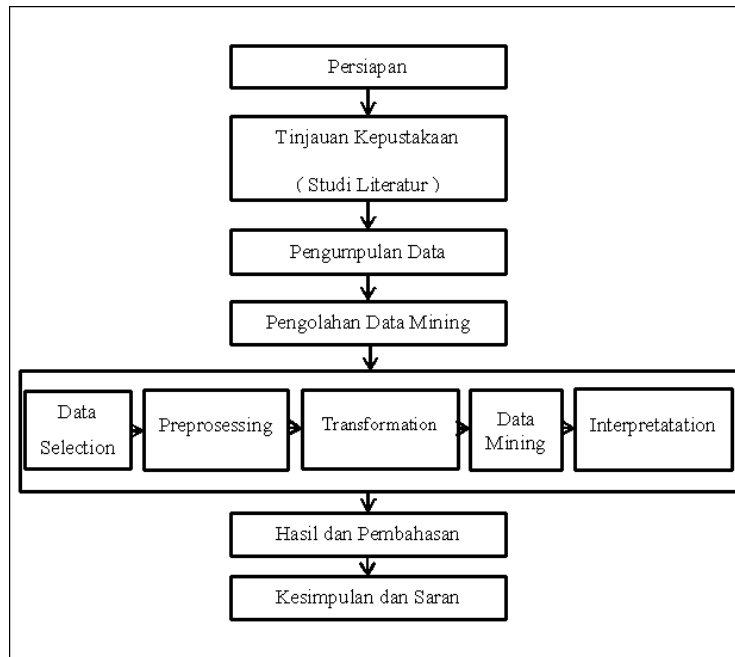 Persiapan
Tinjauan Kepustakaan
( Studi Literatur )
Pengumpulan Data
Pengolahan Data Mining
Data
Selection
Preprosessing
Transformation
Data
Mining
Interpretatation
Hasil dan Pembahasan
Kesimpulan dan Saran